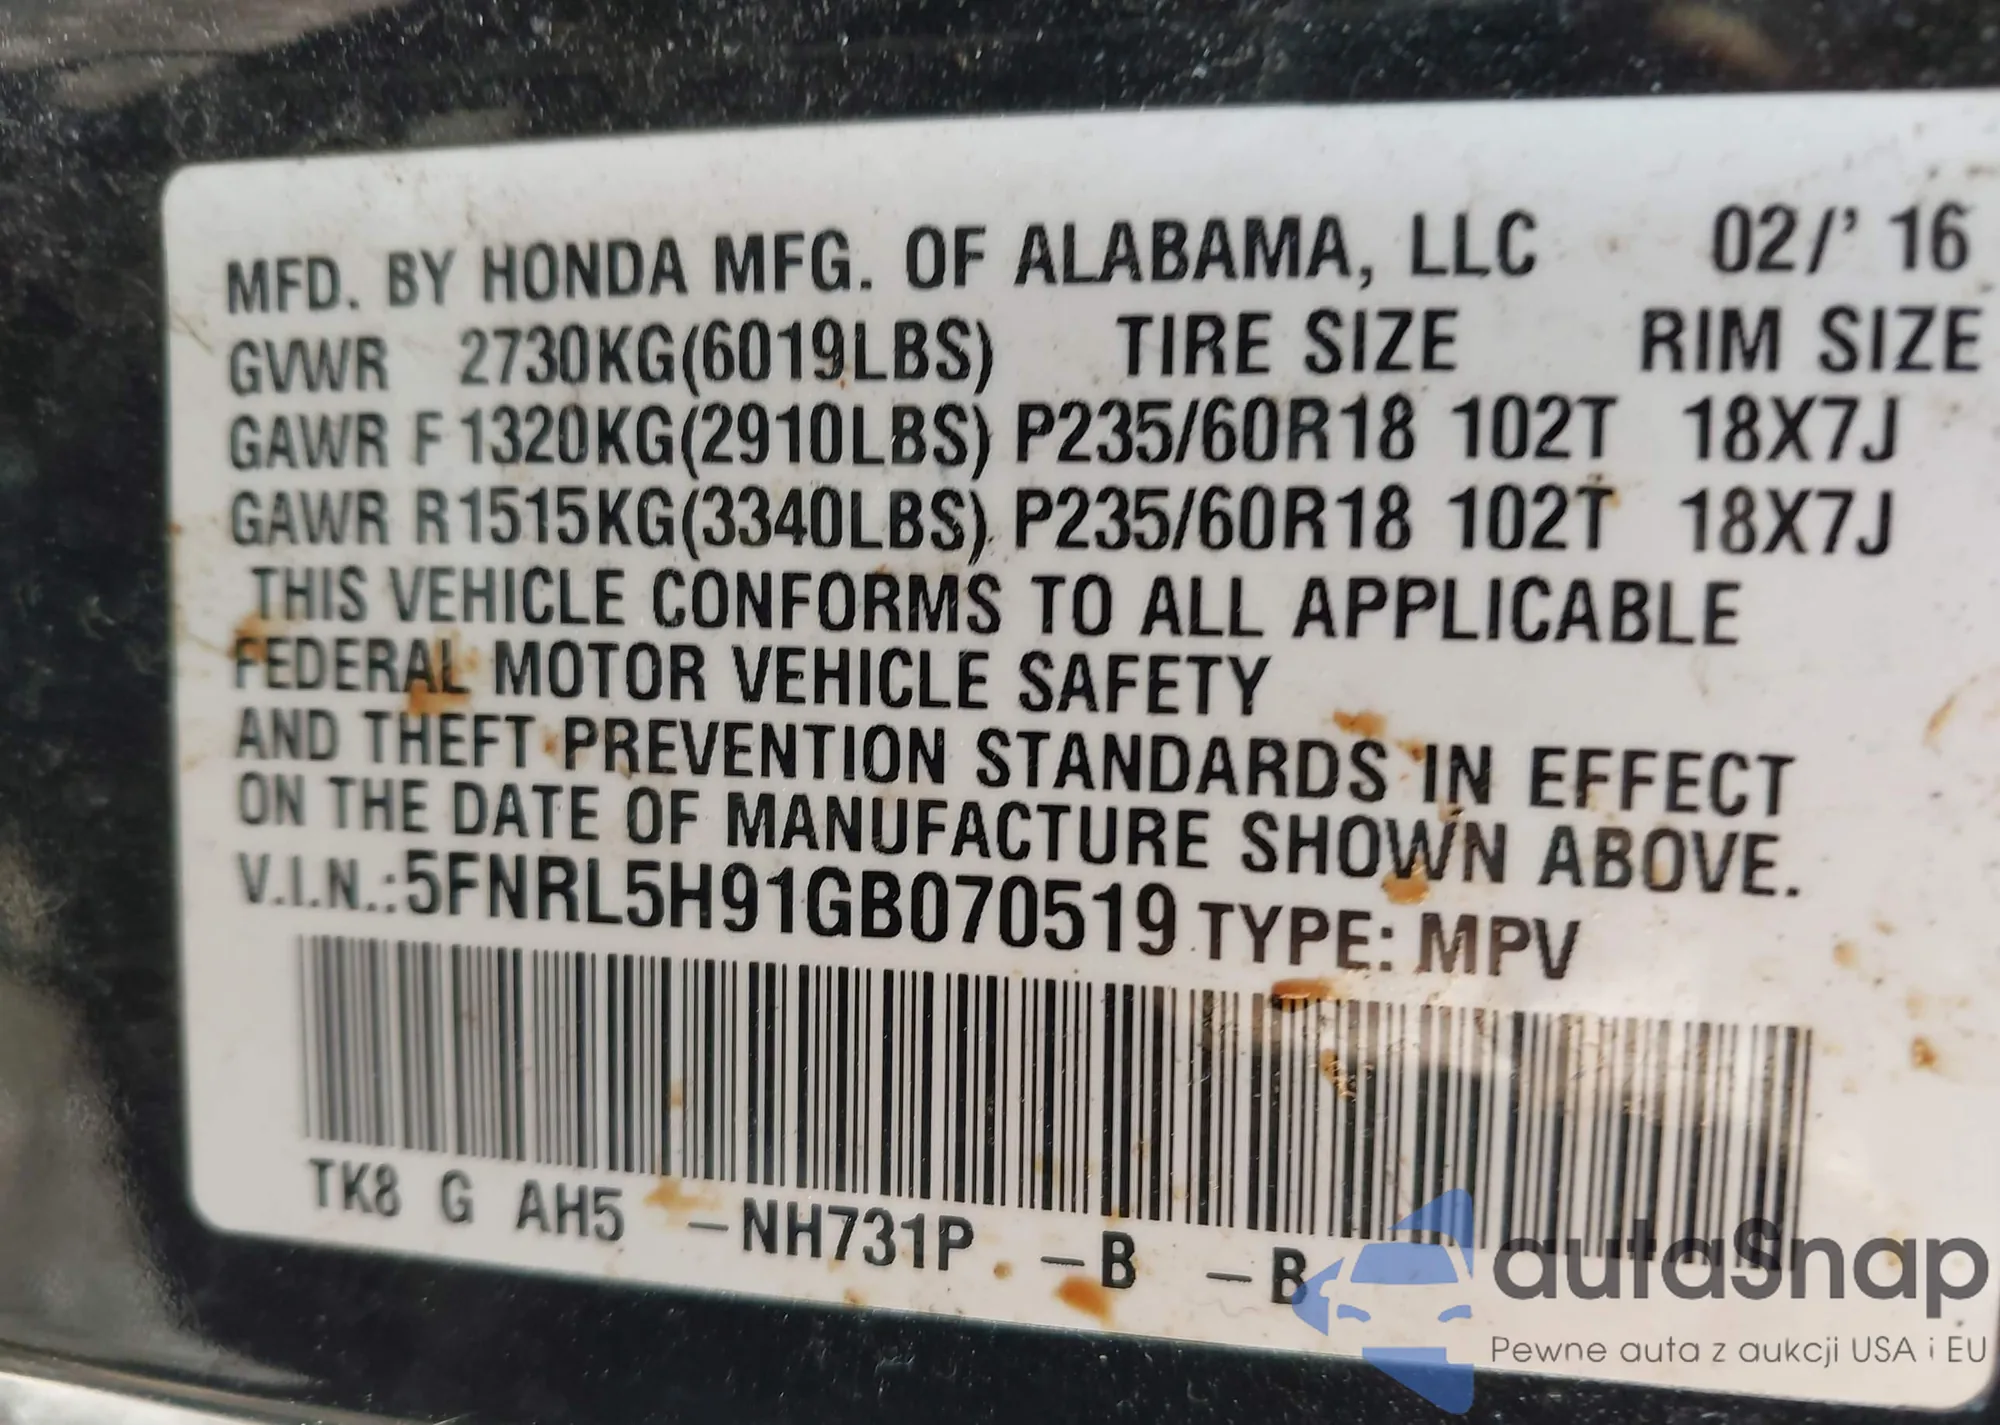 MFD. BY HONDA MFG. OF ALABAMA, LLC 02/' 16
GVWR 2730KG(6019LBS) TIRE SIZE RIM SIZE
GAWR F 1320KG(2910LBS) P235/60R18 102T 18X7J
GAWR R1515KG(3340LBS) P235/60R18 102T 18X7J
THIS VEHICLE CONFORMS TO ALL APPLICABLE
FEDERAL MOTOR VEHICLE SAFETY
AND THEFT PREVENTION STANDARDS IN EFFECT
ON THE DATE OF MANUFACTURE SHOWN ABOVE.
V.I.N.:5FNRL5H91GB070519 TYPE: MPV
TK8 G AH5 -NH731P -B -B
autaSnap
Pewne auta z aukcji USA i EU